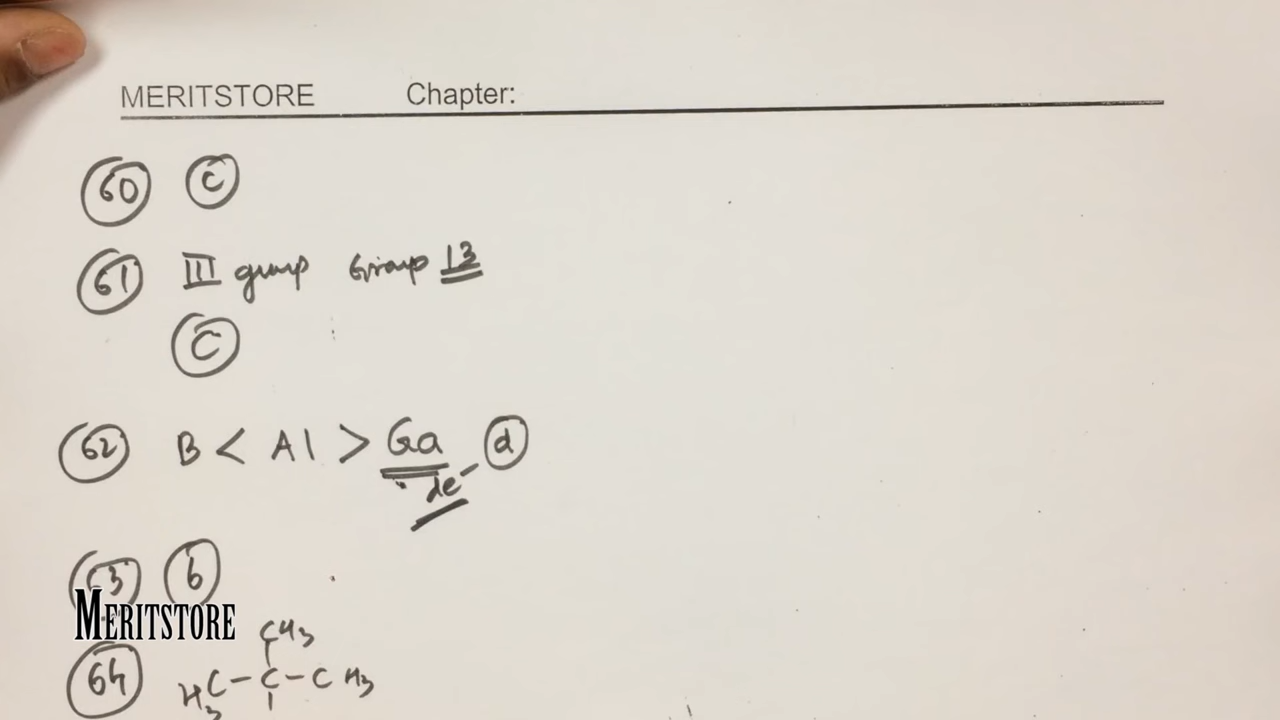 MERITSTORE Chapter:
60 C
61 III group Group 13
C
62 B < Al > Ga d
de-
63 b
MERITSTORE
CH3
64 H3C-C-CH3